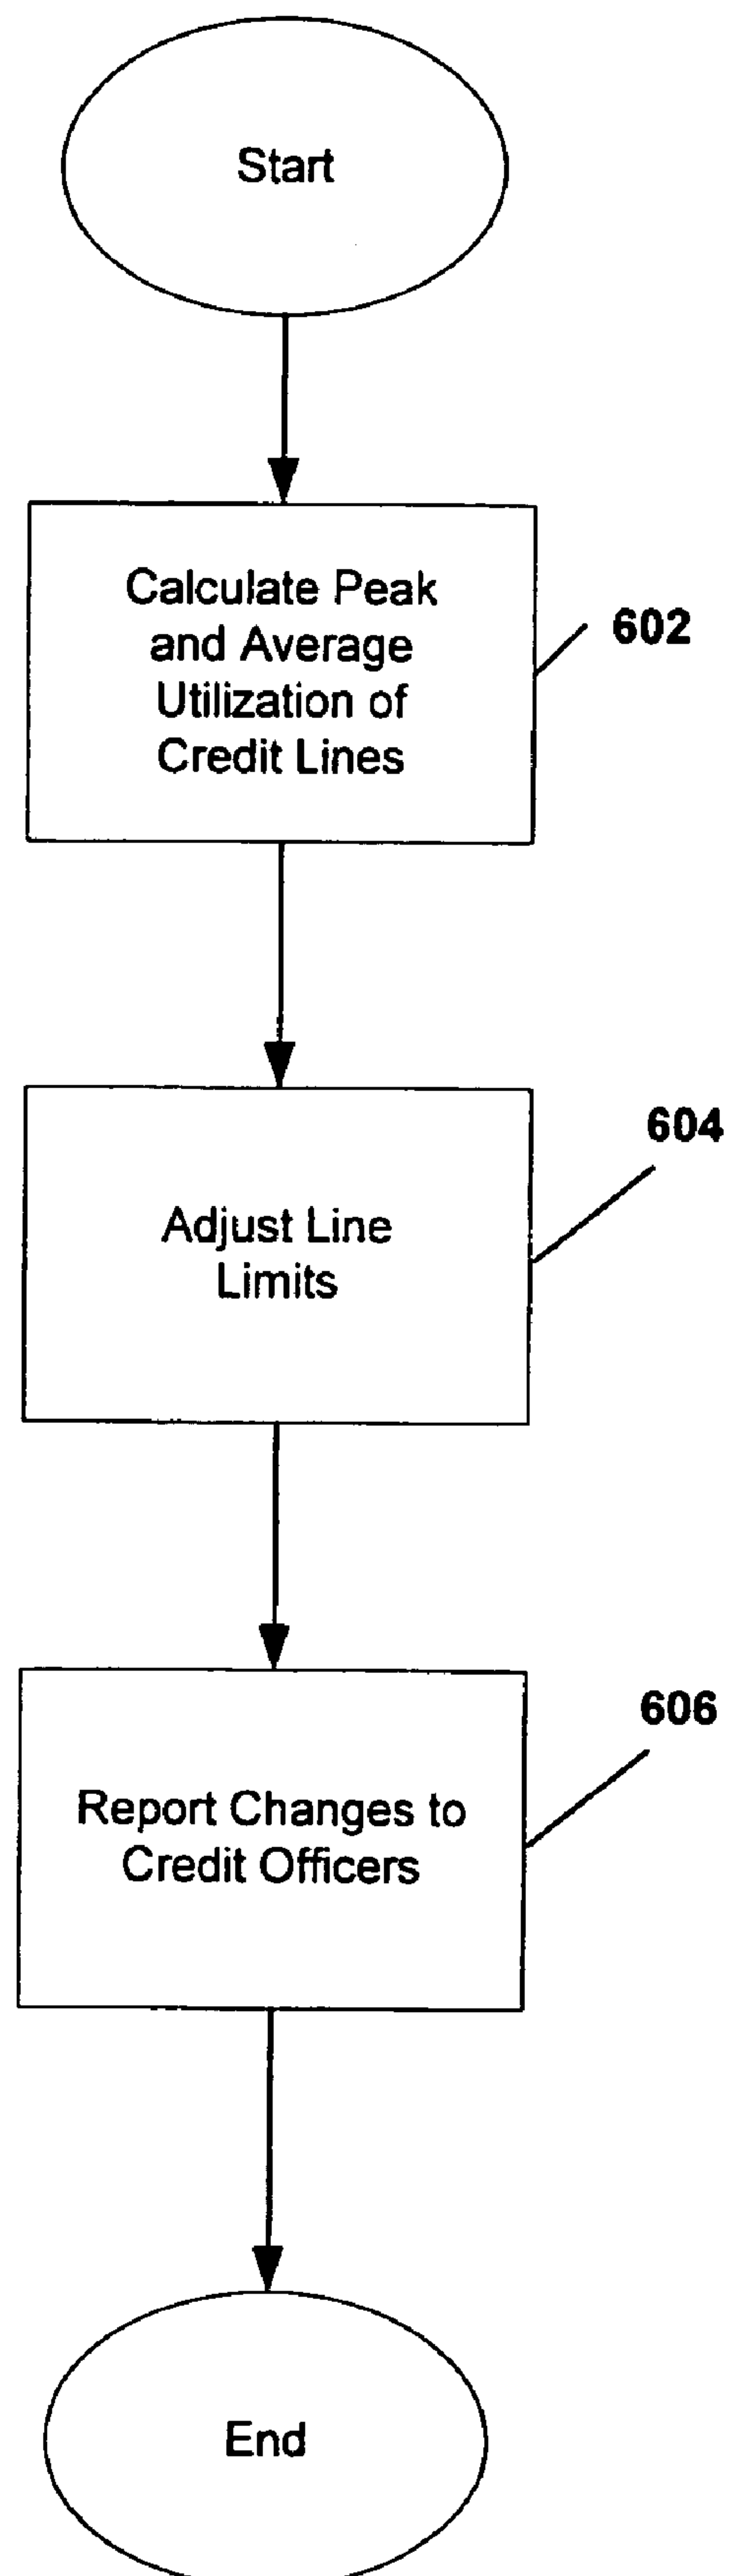 Start
Calculate Peak
and Average
Utilization of
Credit Lines
602
Adjust Line
Limits
604
Report Changes to
Credit Officers
606
End